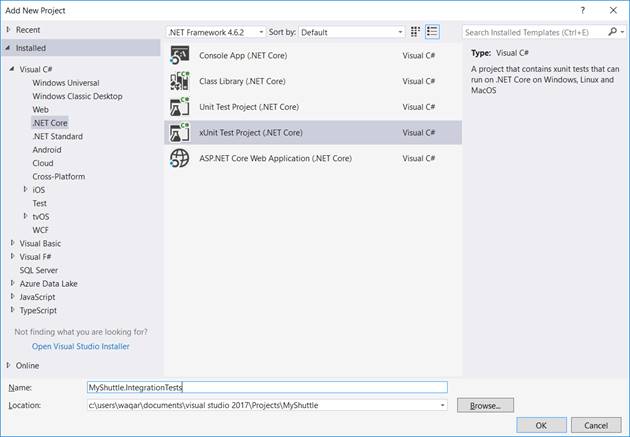 Add New Project
Recent
Installed
Visual C#
Windows Universal
Windows Classic Desktop
Web
.NET Core
.NET Standard
Android
Cloud
Cross-Platform
iOS
Test
tvOS
WCF
Visual Basic
Visual F#
SQL Server
Azure Data Lake
JavaScript
TypeScript
Not finding what you are looking for?
Open Visual Studio Installer
Online
.NET Framework 4.6.2 Sort by: Default
Console App (.NET Core) Visual C#
Class Library (.NET Core) Visual C#
Unit Test Project (.NET Core) Visual C#
xUnit Test Project (.NET Core) Visual C#
ASP.NET Core Web Application (.NET Core) Visual C#
Search Installed Templates (Ctrl+E)
Type: Visual C#
A project that contains xunit tests that can
run on .NET Core on Windows, Linux and
MacOS
Name: MyShuttle.IntegrationTests
Location: c:\users\waqar\documents\visual studio 2017\Projects\MyShuttle Browse...
OK Cancel